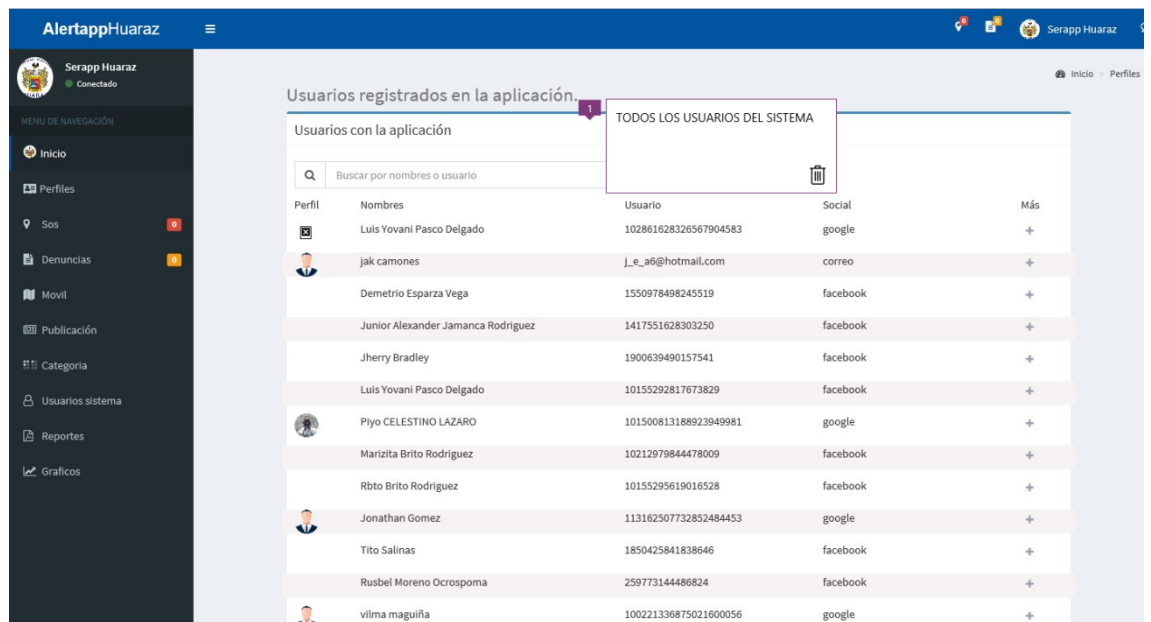 AlertappHuaraz
0 0 Serapp Huaraz
Serapp Huaraz
Conectado
Inicio > Perfiles
Usuarios registrados en la aplicación.
1 TODOS LOS USUARIOS DEL SISTEMA
MENU DE NAVEGACIÓN
Usuarios con la aplicación
Inicio
Buscar por nombres o usuario
Perfiles
Sos 0
Denuncias 0
Movil
Publicación
Categoria
Usuarios sistema
Reportes
Graficos
Perfil Nombres Usuario Social Más
Luis Yovani Pasco Delgado 102861628326567904583 google +
jak camones j_e_a6@hotmail.com correo +
Demetrio Esparza Vega 1550978498245519 facebook +
Junior Alexander Jamanca Rodriguez 1417551628303250 facebook +
Jherry Bradley 1900639490157541 facebook +
Luis Yovani Pasco Delgado 10155292817673829 facebook +
Piyo CELESTINO LAZARO 101500813188923949981 google +
Marizita Brito Rodriguez 10212979844478009 facebook +
Rbto Brito Rodriguez 10155295619016528 facebook +
Jonathan Gomez 113162507732852484453 google +
Tito Salinas 1850425841838646 facebook +
Rusbel Moreno Ocrospoma 259773144486824 facebook +
vilma maguiña 100221336875021600056 google +